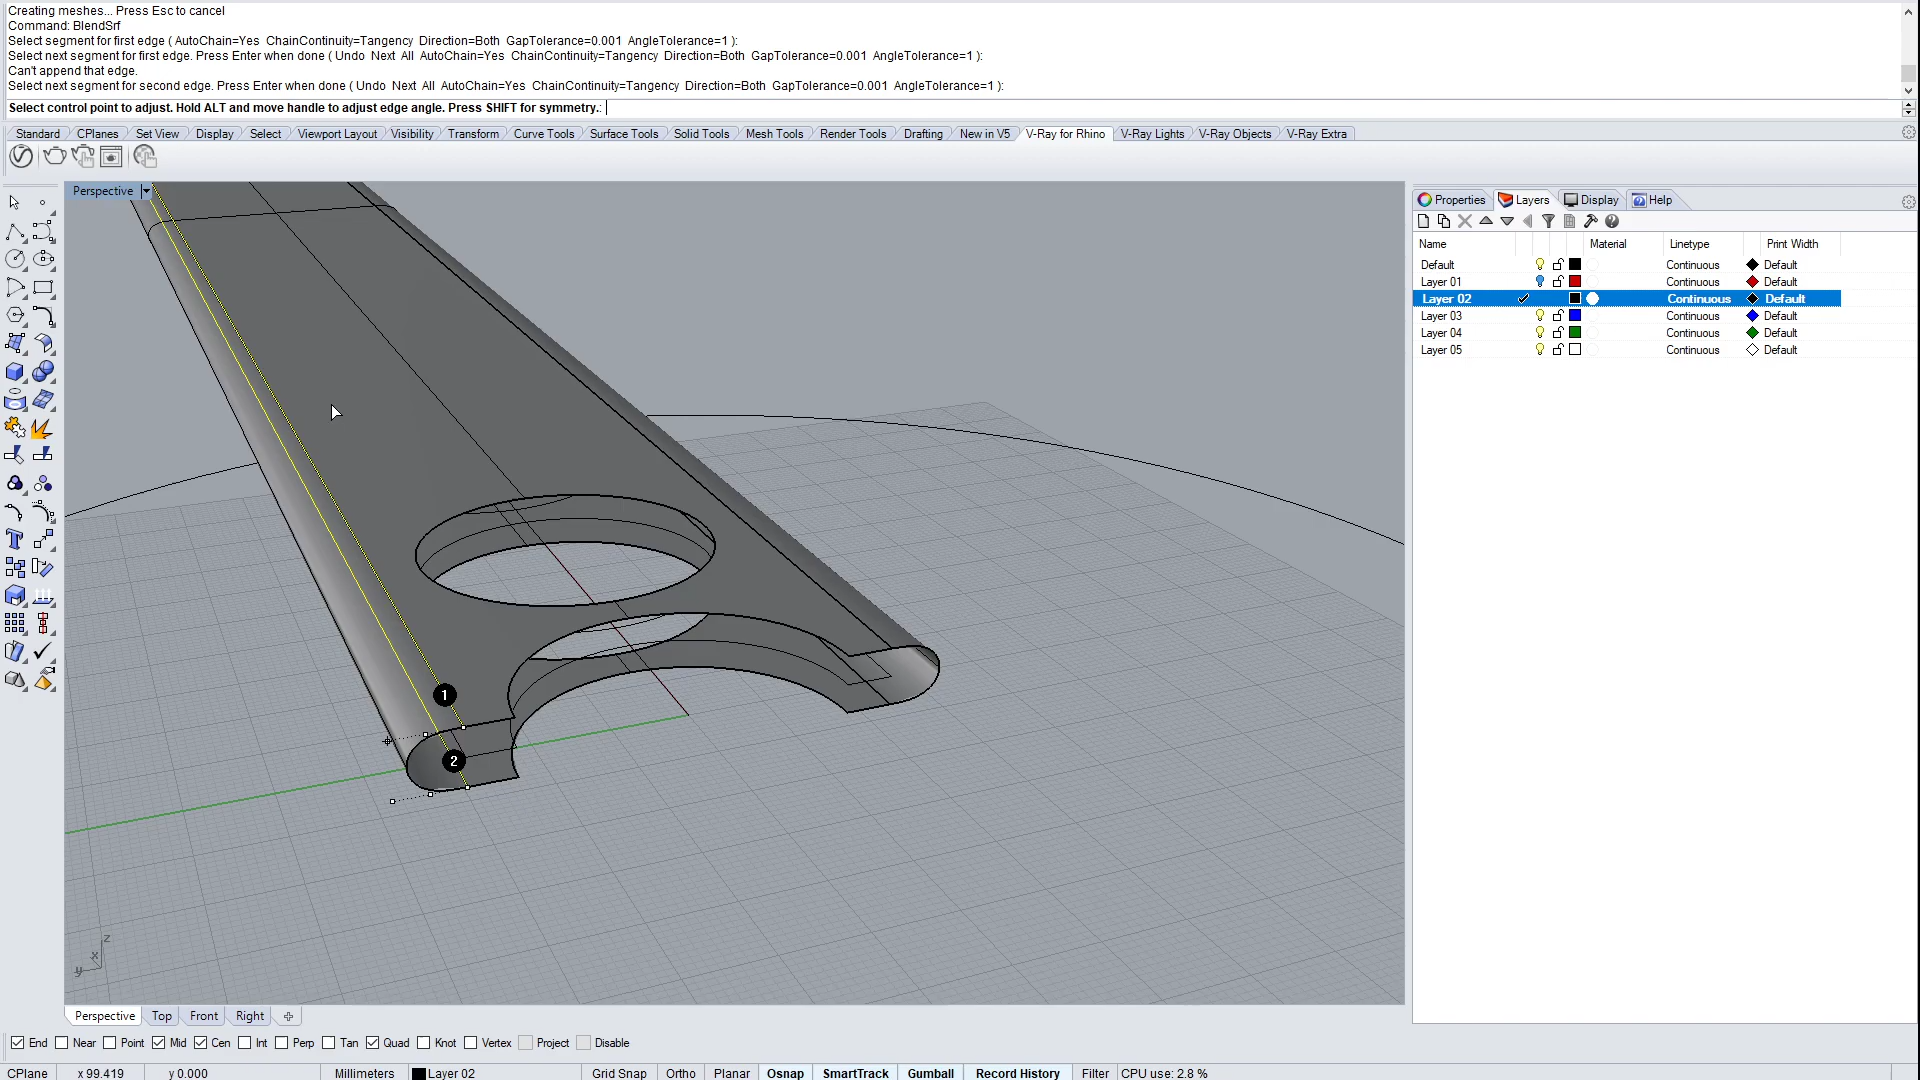 Creating meshes... Press Esc to cancel
Command: BlendSrf
Select segment for first edge ( AutoChain=Yes  ChainContinuity=Tangency  Direction=Both  GapTolerance=0.001  AngleTolerance=1 ):
Select next segment for first edge. Press Enter when done ( Undo  Next  All  AutoChain=Yes  ChainContinuity=Tangency  Direction=Both  GapTolerance=0.001  AngleTolerance=1 ):
Can't append that edge.
Select next segment for second edge. Press Enter when done ( Undo  Next  All  AutoChain=Yes  ChainContinuity=Tangency  Direction=Both  GapTolerance=0.001  AngleTolerance=1 ):
Select control point to adjust. Hold ALT and move handle to adjust edge angle. Press SHIFT for symmetry.:
Standard CPlanes Set View Display Select Viewport Layout Visibility Transform Curve Tools Surface Tools Solid Tools Mesh Tools Render Tools Drafting New in V5 V-Ray for Rhino V-Ray Lights V-Ray Objects V-Ray Extra
Perspective
Properties Layers Display Help
Name Material Linetype Print Width
Default Continuous Default
Layer 01 Continuous Default
Layer 02 Continuous Default
Layer 03 Continuous Default
Layer 04 Continuous Default
Layer 05 Continuous Default
1
2
z
x
y
Perspective Top Front Right
End Near Point Mid Cen Int Perp Tan Quad Knot Vertex Project Disable
CPlane x 99.419 y 0.000 Millimeters Layer 02 Grid Snap Ortho Planar Osnap SmartTrack Gumball Record History Filter CPU use: 2.8 %